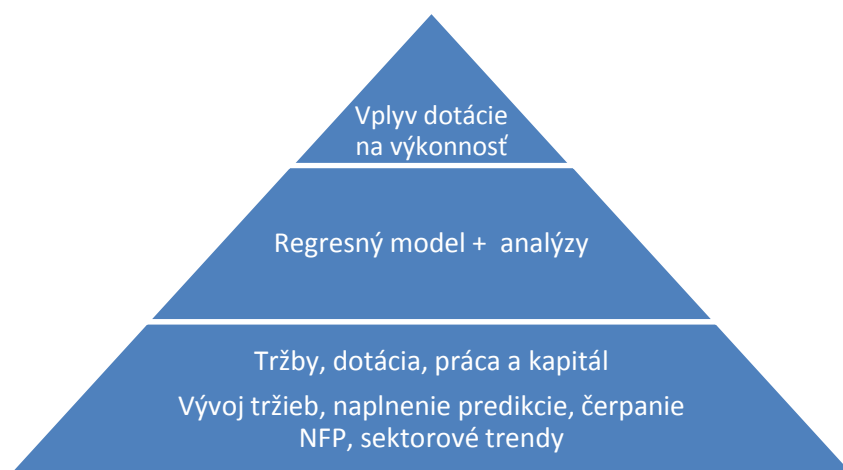 Vplyv dotácie
na výkonnosť
Regresný model + analýzy
Tržby, dotácia, práca a kapitál
Vývoj tržieb, naplnenie predikcie, čerpanie
NFP, sektorové trendy